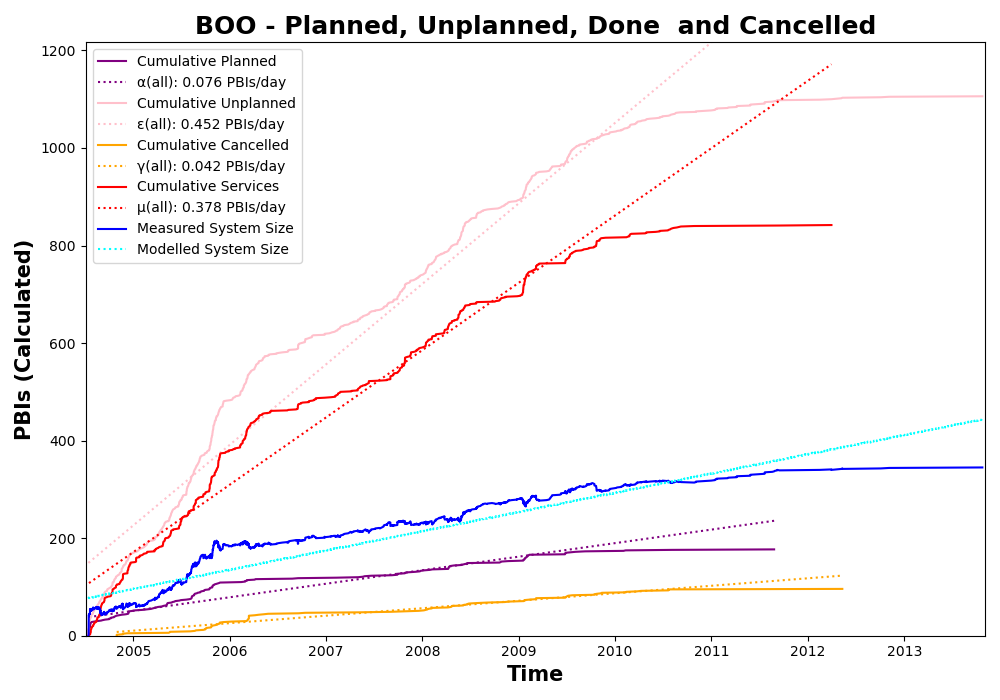 BOO - Planned, Unplanned, Done  and Cancelled
1200
1000
800
600
400
200
0
PBIs (Calculated)
Cumulative Planned
α(all): 0.076 PBIs/day
Cumulative Unplanned
ε(all): 0.452 PBIs/day
Cumulative Cancelled
γ(all): 0.042 PBIs/day
Cumulative Services
μ(all): 0.378 PBIs/day
Measured System Size
Modelled System Size
2005 2006 2007 2008 2009 2010 2011 2012 2013
Time